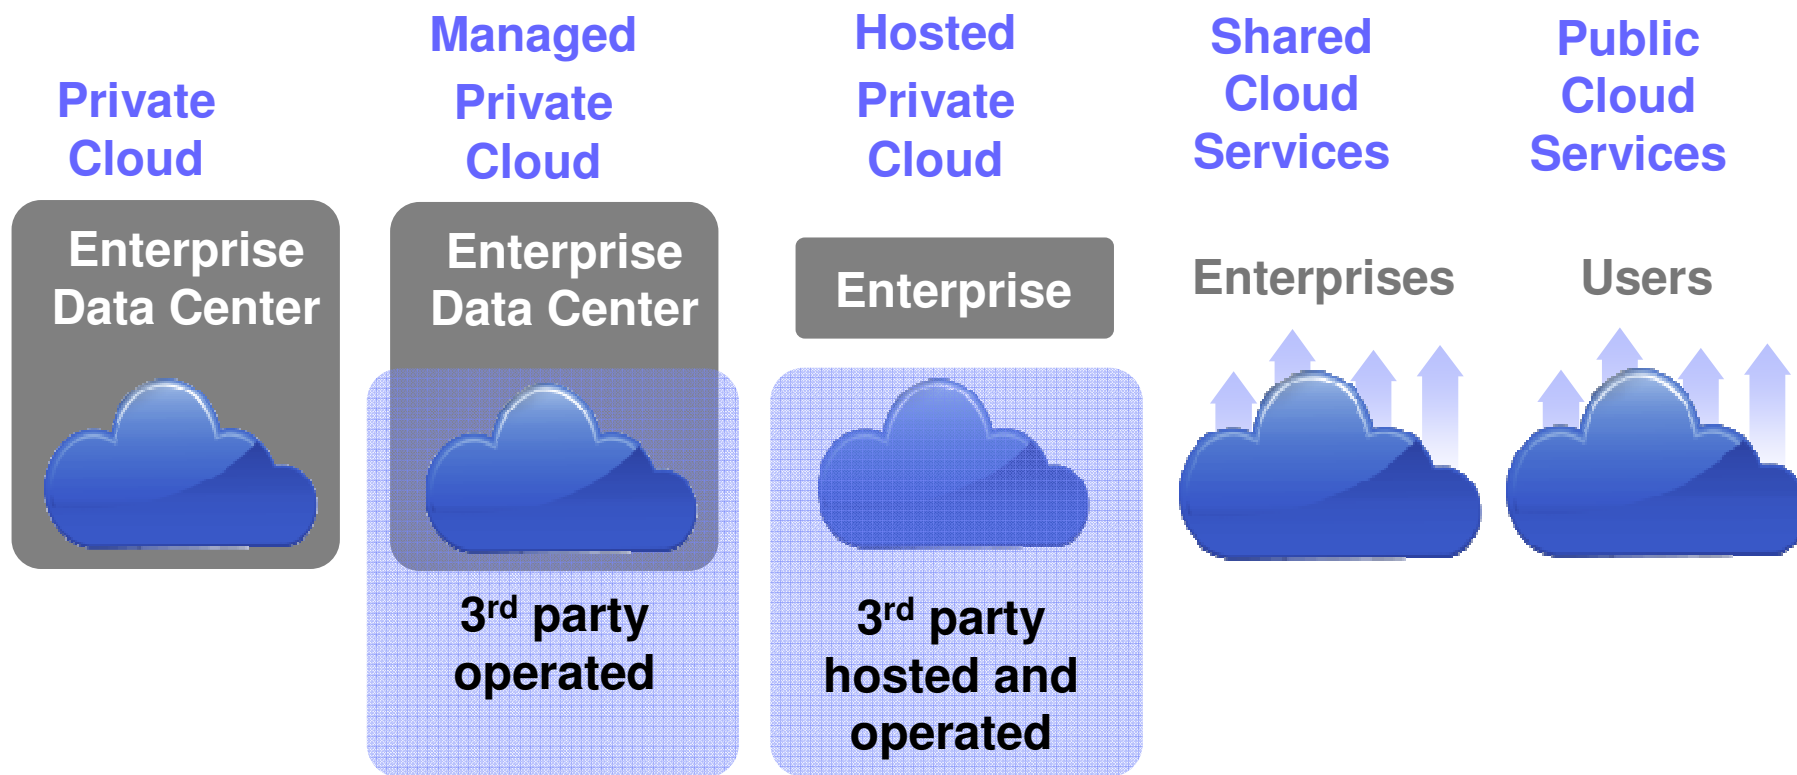 Private
Cloud
Enterprise
Data Center
Managed
Private
Cloud
Enterprise
Data Center
3rd party
operated
Hosted
Private
Cloud
Enterprise
3rd party
hosted and
operated
Shared
Cloud
Services
Enterprises
Public
Cloud
Services
Users